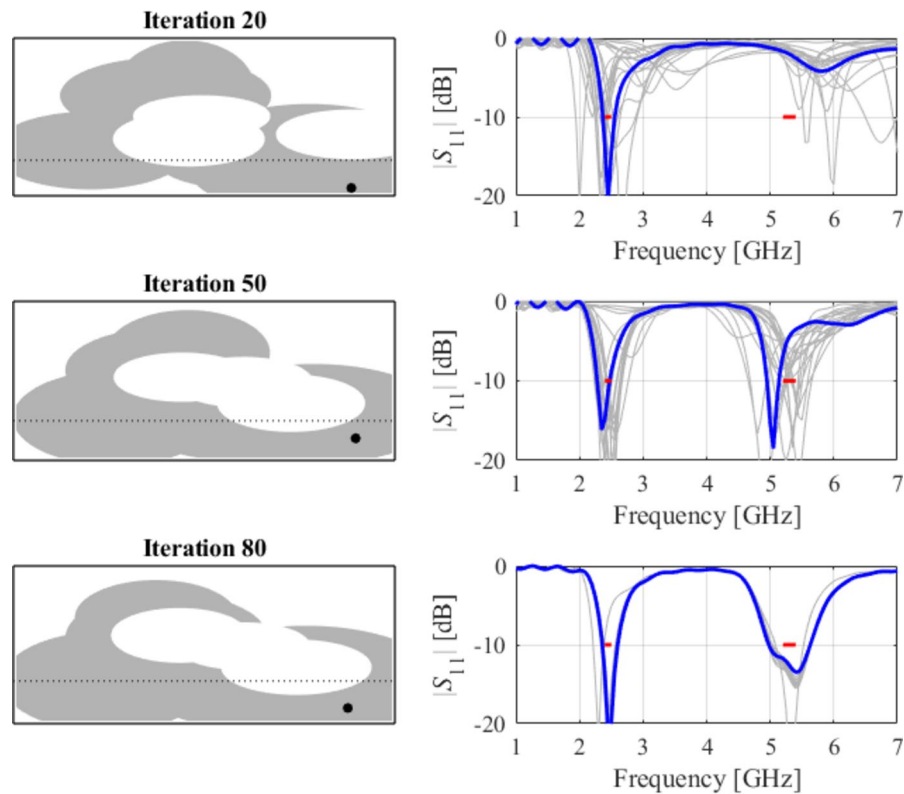 Iteration 20
0
-10
-20
|S11| [dB]
1 2 3 4 5 6 7
Frequency [GHz]
Iteration 50
0
-10
-20
|S11| [dB]
1 2 3 4 5 6 7
Frequency [GHz]
Iteration 80
0
-10
-20
|S11| [dB]
1 2 3 4 5 6 7
Frequency [GHz]